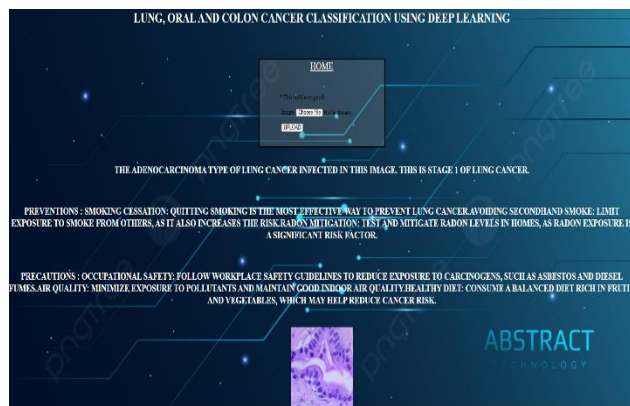 LUNG, ORAL AND COLON CANCER CLASSIFICATION USING DEEP LEARNING
HOME
Choose File
UPLOAD
THE ADENOCARCINOMA TYPE OF LUNG CANCER INFECTED IN THIS IMAGE. THIS IS STAGE 1 OF LUNG CANCER.
PREVENTIONS : SMOKING CESSATION: QUITTING SMOKING IS THE MOST EFFECTIVE WAY TO PREVENT LUNG CANCER.AVOIDING SECONDHAND SMOKE: LIMIT
EXPOSURE TO SMOKE FROM OTHERS, AS IT ALSO INCREASES THE RISK.RADON MITIGATION: TEST AND MITIGATE RADON LEVELS IN HOMES, AS RADON EXPOSURE IS
A SIGNIFICANT RISK FACTOR.
PRECAUTIONS : OCCUPATIONAL SAFETY: FOLLOW WORKPLACE SAFETY GUIDELINES TO REDUCE EXPOSURE TO CARCINOGENS, SUCH AS ASBESTOS AND DIESEL
FUMES.AIR QUALITY: MINIMIZE EXPOSURE TO POLLUTANTS AND MAINTAIN GOOD INDOOR AIR QUALITY.HEALTHY DIET: CONSUME A BALANCED DIET RICH IN FRUIT
AND VEGETABLES, WHICH MAY HELP REDUCE CANCER RISK.
ABSTRACT
TECHNOLOGY
pngtree